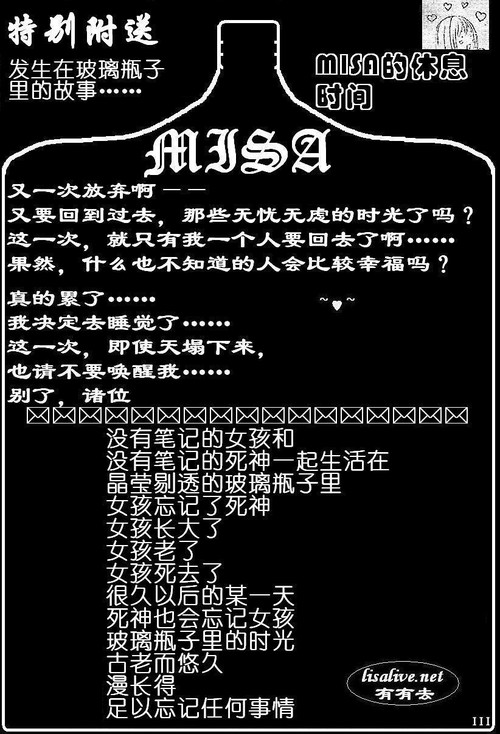 特别附送
发生在玻璃瓶子
里的故事……
MISA的休息
时间
MISA
又一次放弃啊－－
又要回到过去，那些无忧无虑的时光了吗？
这一次，就只有我一个人要回去了啊……
果然，什么也不知道的人会比较幸福吗？
真的累了……
～♥～
我决定去睡觉了……
这一次，即使天塌下来，
也请不要唤醒我……
别了，诸位
没有笔记的女孩和
没有笔记的死神一起生活在
晶莹剔透的玻璃瓶子里
女孩忘记了死神
女孩长大了
女孩老了
女孩死去了
很久以后的某一天
死神也会忘记女孩
玻璃瓶子里的时光
古老而悠久
漫长得
足以忘记任何事情
lisalive.net
有有去
III